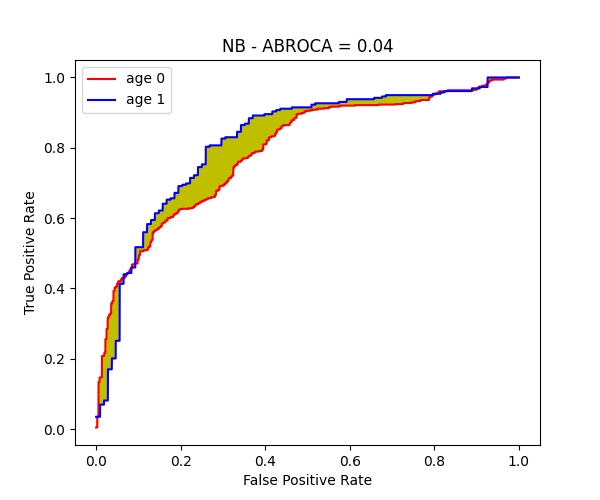 NB - ABROCA = 0.04
age 0
age 1
True Positive Rate
1.0
0.8
0.6
0.4
0.2
0.0
0.0 0.2 0.4 0.6 0.8 1.0
False Positive Rate